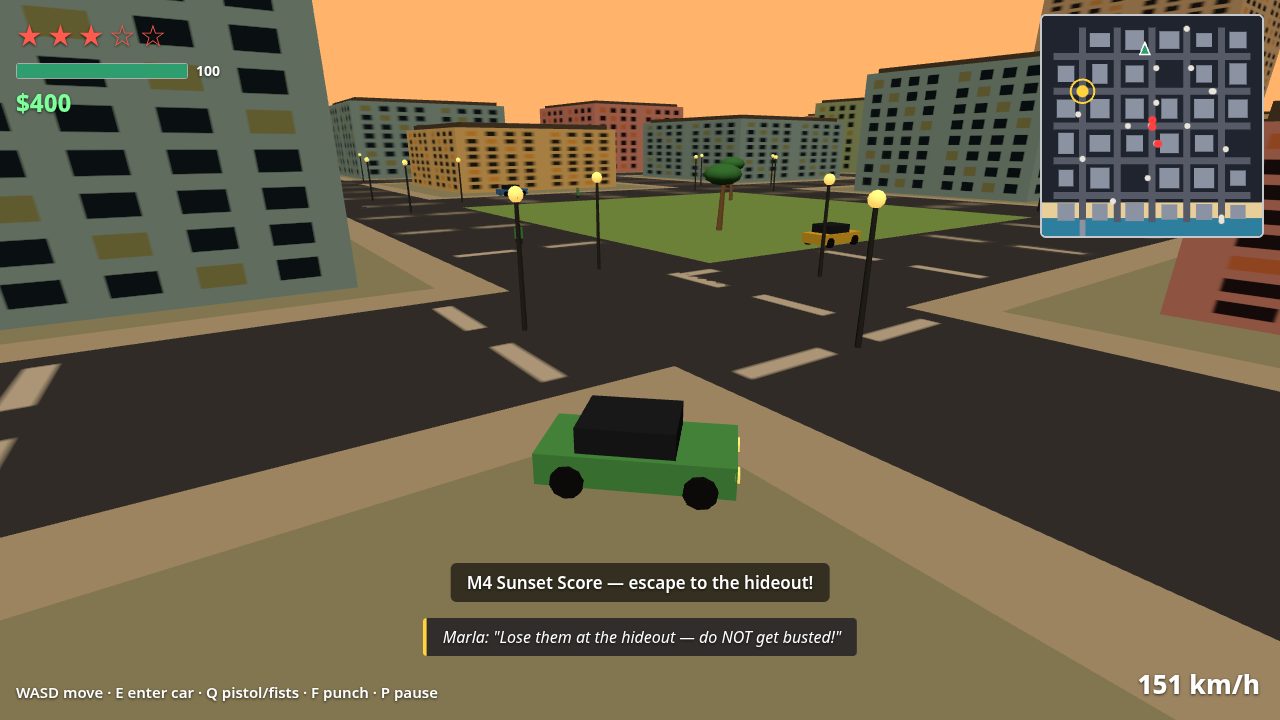 ★★★☆☆
100
$400
M4 Sunset Score — escape to the hideout!
Marla: "Lose them at the hideout — do NOT get busted!"
WASD move · E enter car · Q pistol/fists · F punch · P pause
151 km/h